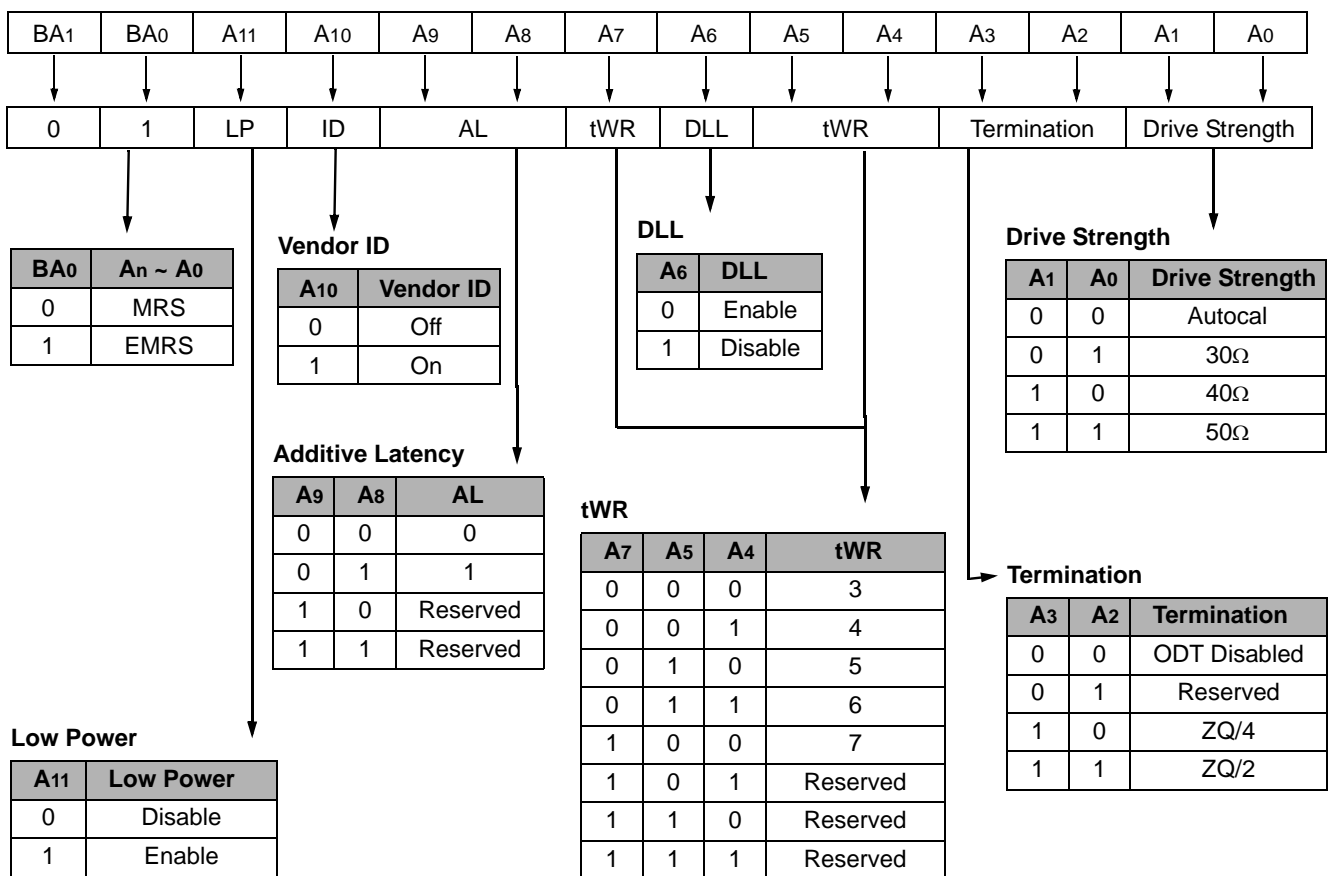 BA1 BA0 A11 A10 A9 A8 A7 A6 A5 A4 A3 A2 A1 A0
0 1 LP ID AL tWR DLL tWR Termination Drive Strength
BA0 An ~ A0
0 MRS
1 EMRS
Vendor ID
A10 Vendor ID
0 Off
1 On
DLL
A6 DLL
0 Enable
1 Disable
Drive Strength
A1 A0 Drive Strength
0 0 Autocal
0 1 30Ω
1 0 40Ω
1 1 50Ω
Additive Latency
A9 A8 AL
0 0 0
0 1 1
1 0 Reserved
1 1 Reserved
tWR
A7 A5 A4 tWR
0 0 0 3
0 0 1 4
0 1 0 5
0 1 1 6
1 0 0 7
1 0 1 Reserved
1 1 0 Reserved
1 1 1 Reserved
Termination
A3 A2 Termination
0 0 ODT Disabled
0 1 Reserved
1 0 ZQ/4
1 1 ZQ/2
Low Power
A11 Low Power
0 Disable
1 Enable